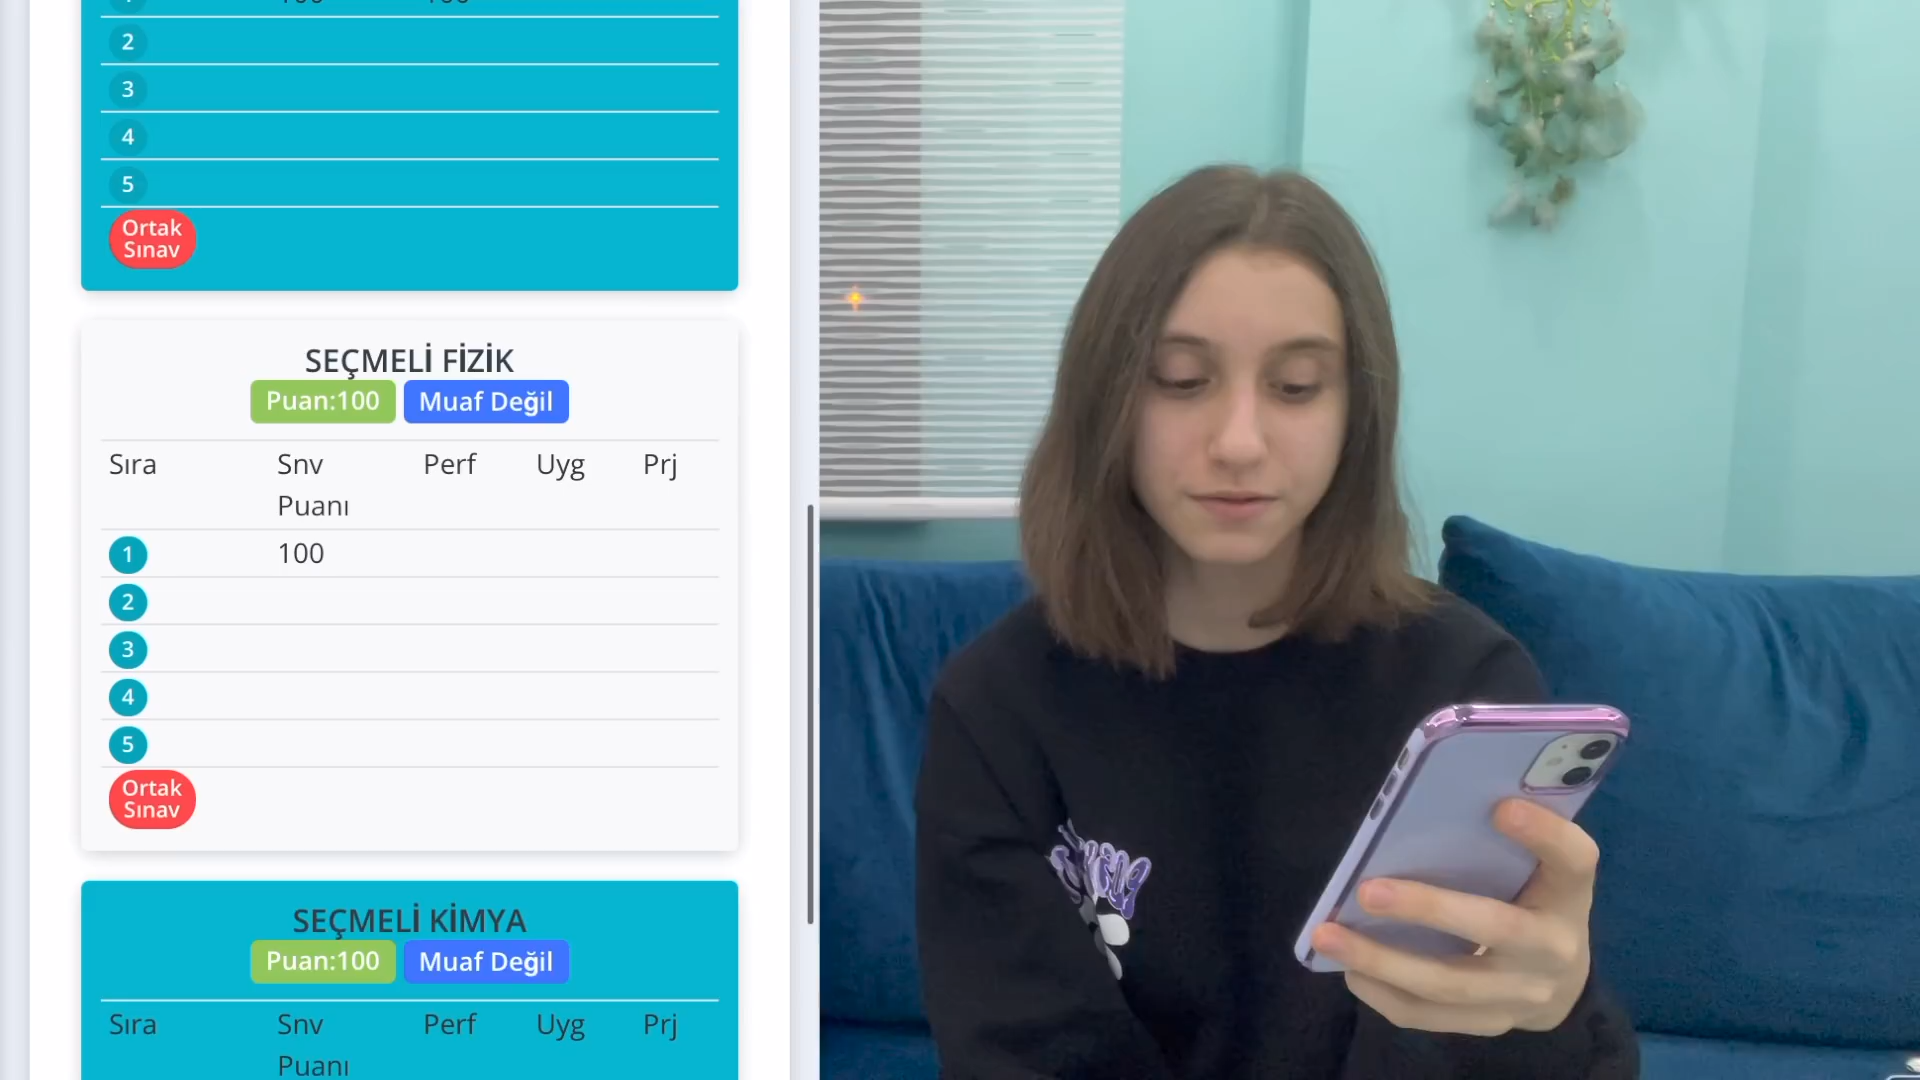 2
3
4
5
Ortak
Sınav
SEÇMELİ FİZİK
Puan:100 Muaf Değil
Sıra Snv Perf Uyg Prj
Puanı
1 100
2
3
4
5
Ortak
Sınav
SEÇMELİ KİMYA
Puan:100 Muaf Değil
Sıra Snv Perf Uyg Prj
Puanı